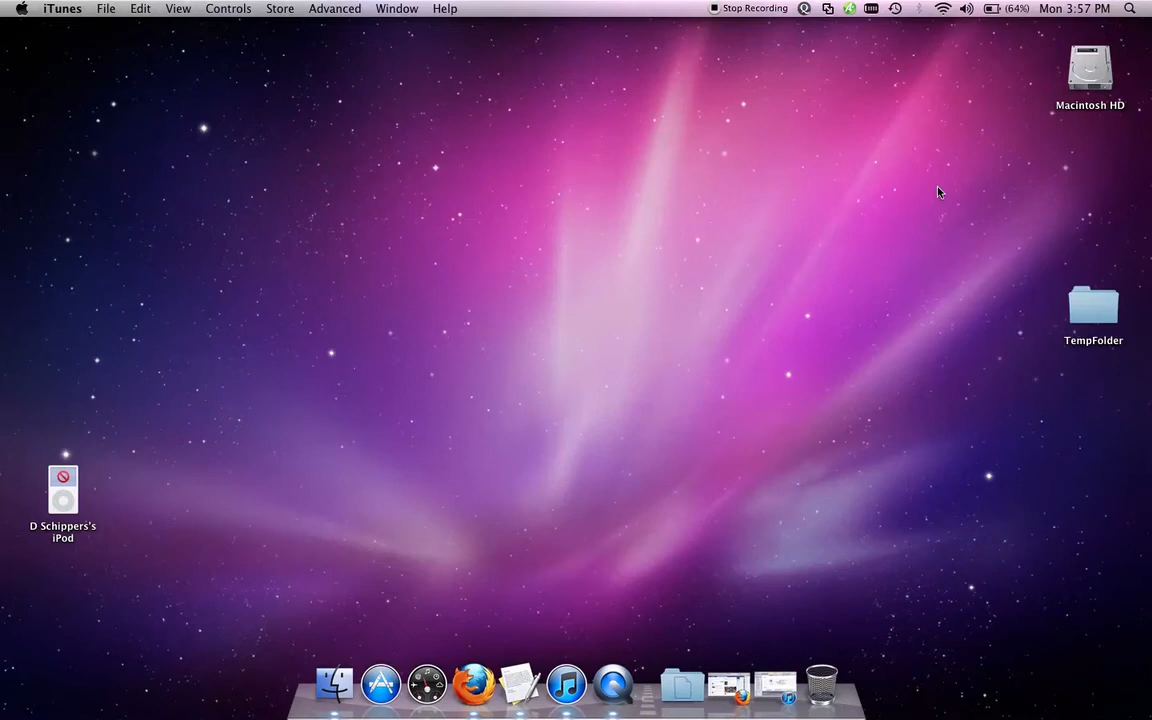 iTunes File Edit View Controls Store Advanced Window Help Stop Recording (64%) Mon 3:57 PM
Macintosh HD
TempFolder
D Schippers's
iPod